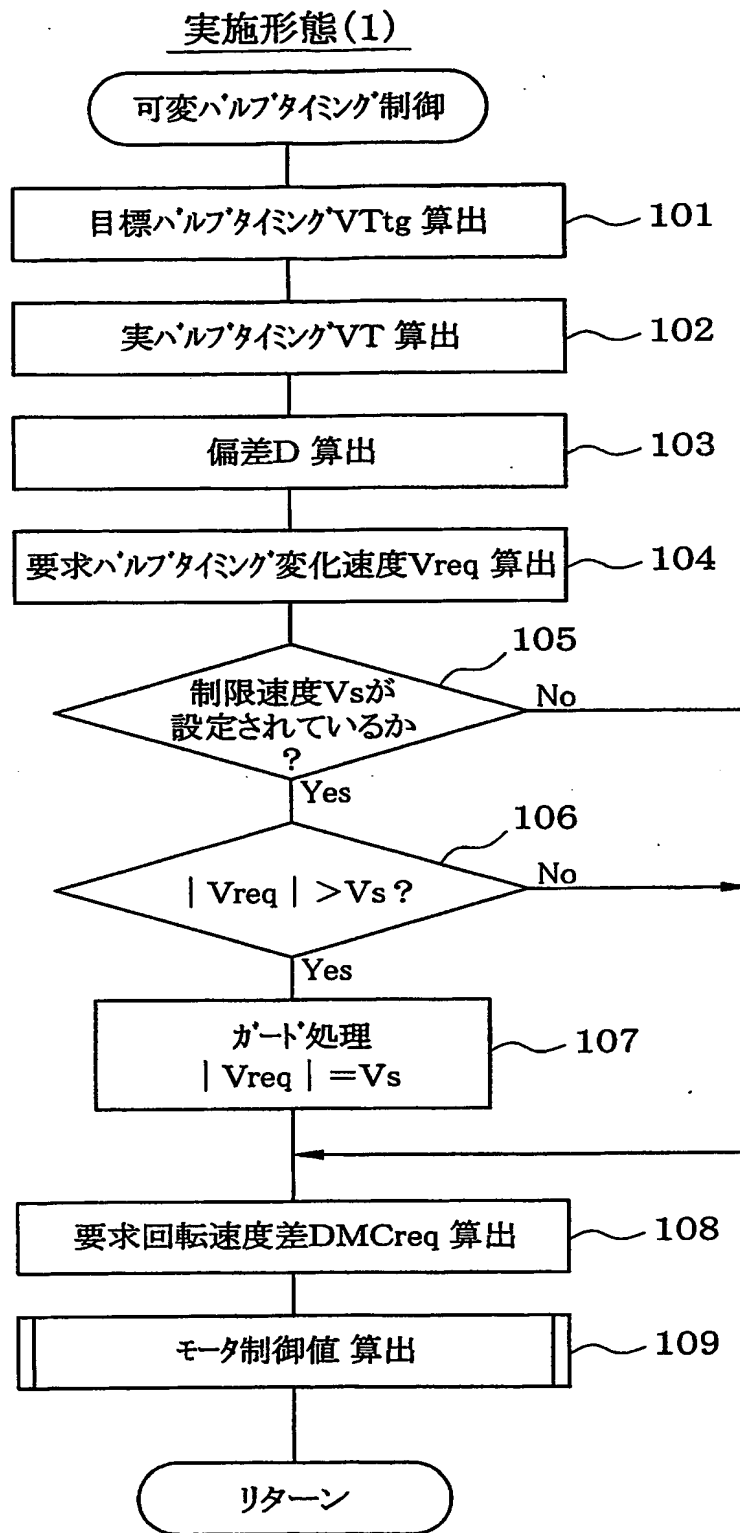 実施形態(1)
可変バルブタイミング制御
目標バルブタイミングVTtg 算出
101
実バルブタイミングVT 算出
102
偏差D 算出
103
要求バルブタイミング変化速度Vreq 算出
104
105
制限速度Vsが
設定されているか
?
No
Yes
106
| Vreq | >Vs?
No
Yes
ガード処理
| Vreq | =Vs
107
要求回転速度差DMCreq 算出
108
モータ制御値 算出
109
リターン